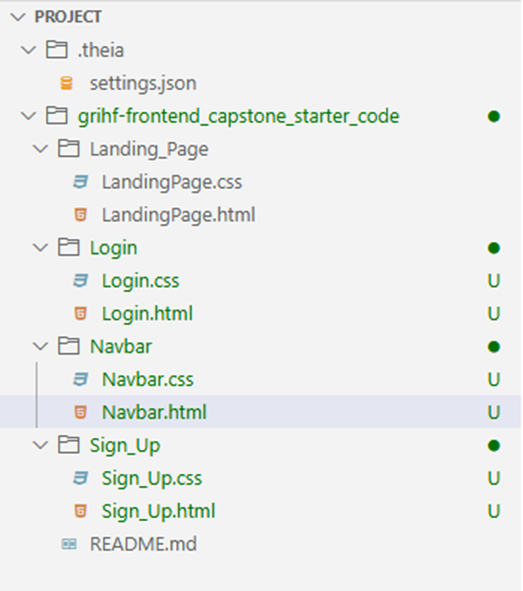 PROJECT
.theia
settings.json
grihf-frontend_capstone_starter_code
Landing_Page
LandingPage.css
LandingPage.html
Login
Login.css U
Login.html U
Navbar
Navbar.css U
Navbar.html U
Sign_Up
Sign_Up.css U
Sign_Up.html U
README.md